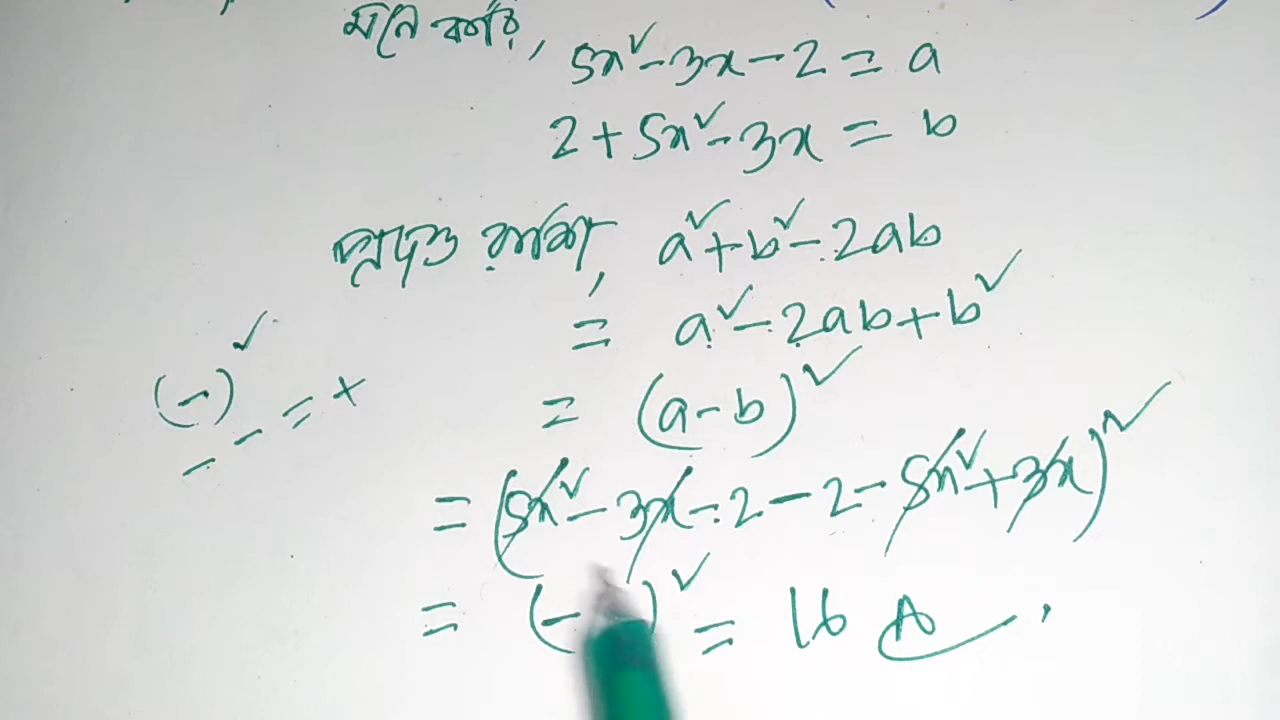 মনে করি, 5x² - 3x - 2 = a
2 + 5x² - 3x = b
প্রদত্ত রাশি, a² + b² - 2ab
= a² - 2ab + b²
(-)²
- - = +
= (a - b)²
= (5x² - 3x - 2 - 2 - 5x² + 3x)²
= (- )² = 16 A